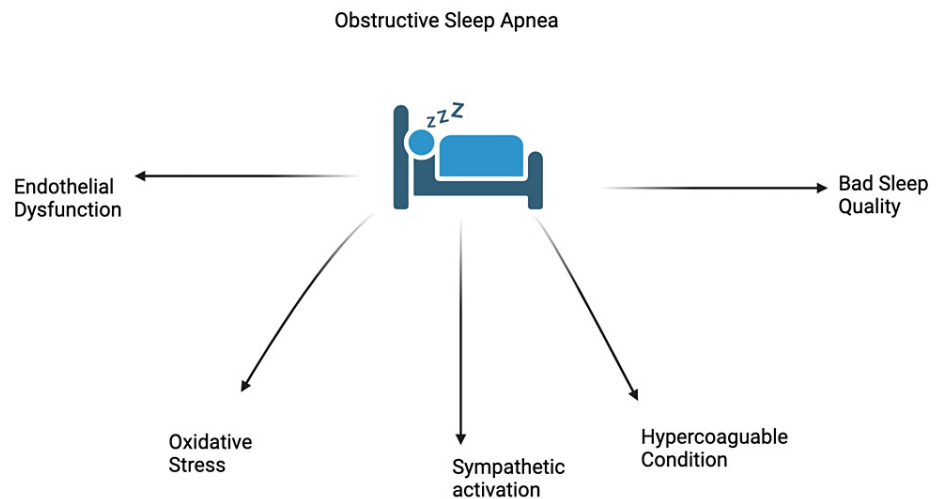 Obstructive Sleep Apnea
zzz
Endothelial
Dysfunction
Bad Sleep
Quality
Oxidative
Stress
Sympathetic
activation
Hypercoaguable
Condition